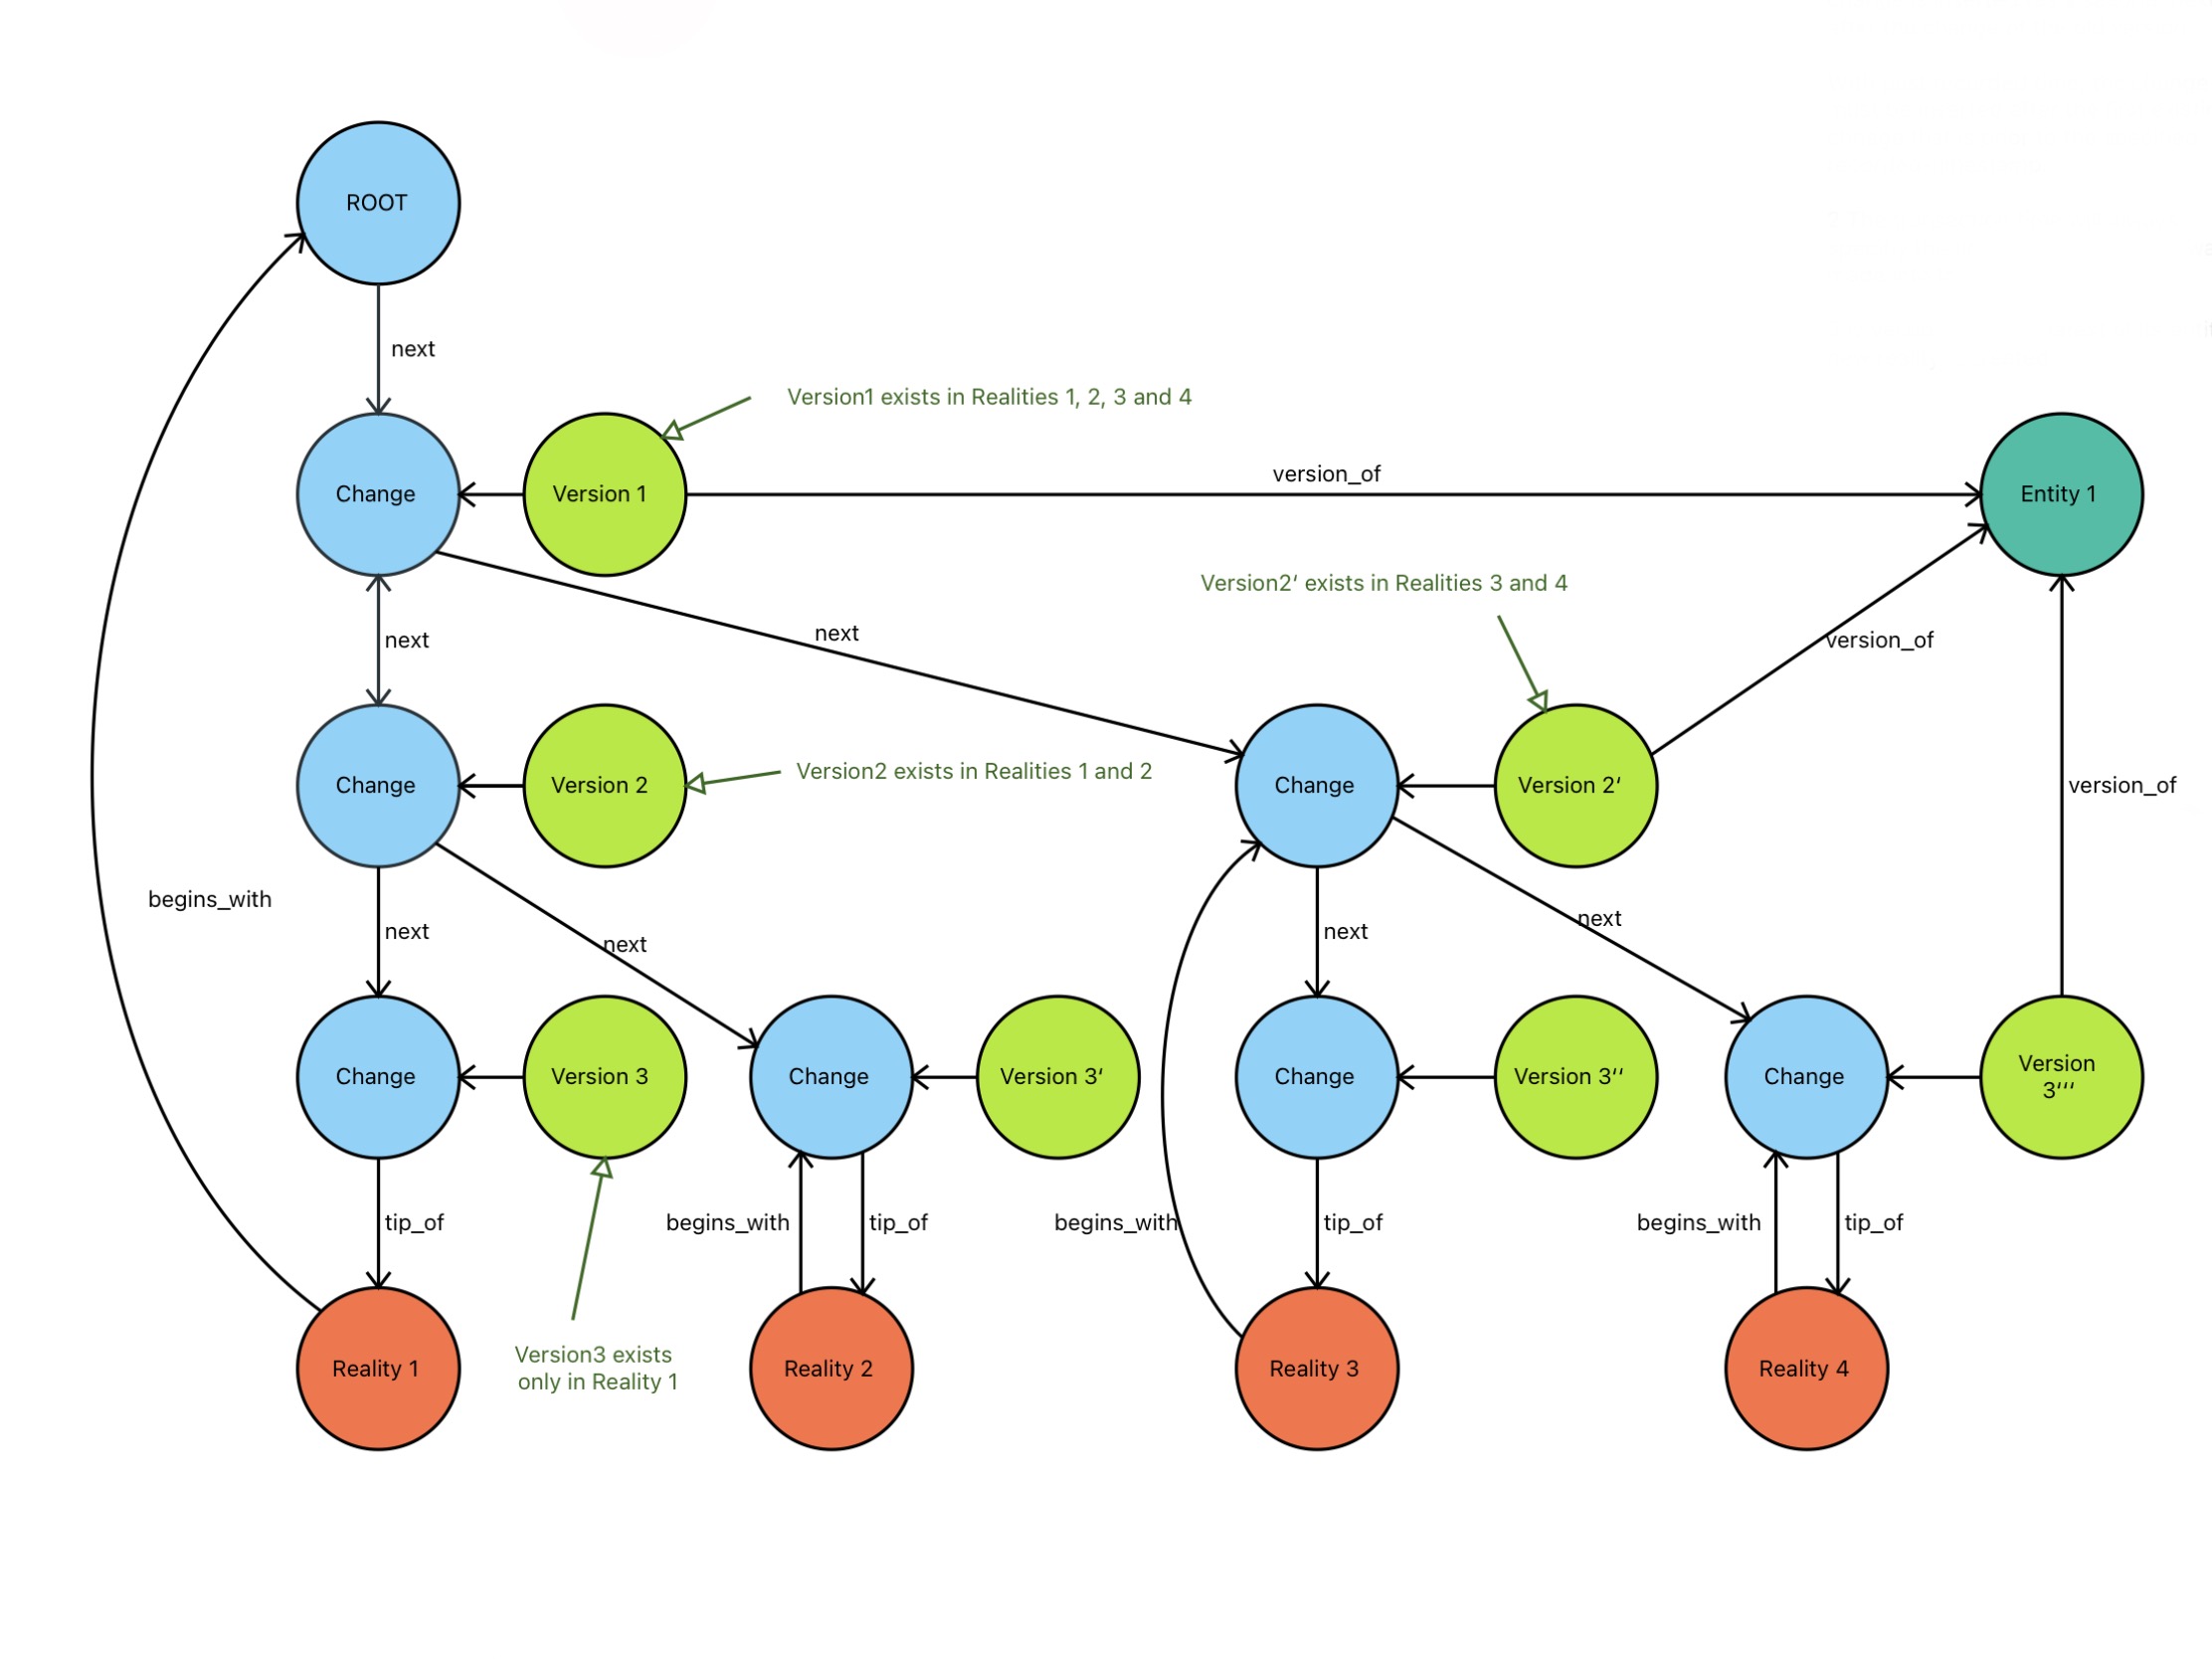 ROOT
next
Version1 exists in Realities 1, 2, 3 and 4
version_of
Change
Version 1
Entity 1
Version2‘ exists in Realities 3 and 4
next
next
version_of
Version2 exists in Realities 1 and 2
Change
Version 2
Change
Version 2‘
version_of
begins_with
next
next
next
next
Change
Version 3
Change
Version 3‘
Change
Version 3‘‘
Change
Version
3‘‘‘
tip_of
begins_with
tip_of
begins_with
tip_of
begins_with
tip_of
Version3 exists
only in Reality 1
Reality 1
Reality 2
Reality 3
Reality 4